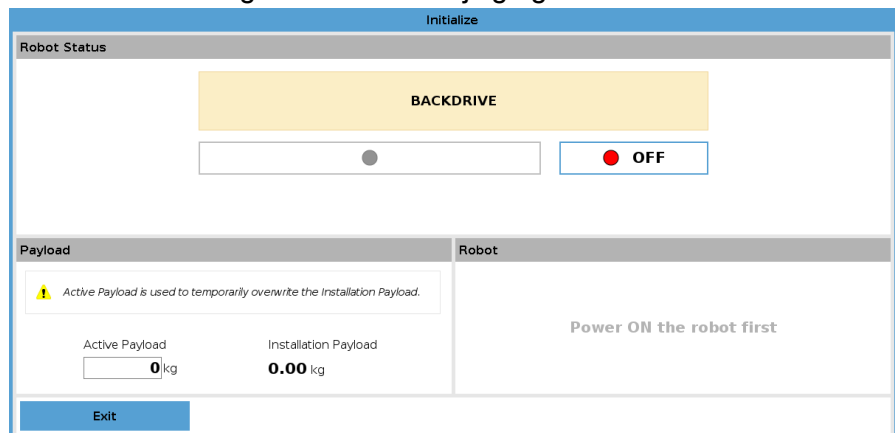 Initialize
Robot Status
BACKDRIVE
OFF
Payload
Active Payload is used to temporarily overwrite the Installation Payload.
Active Payload Installation Payload
0 kg 0.00 kg
Robot
Power ON the robot first
Exit